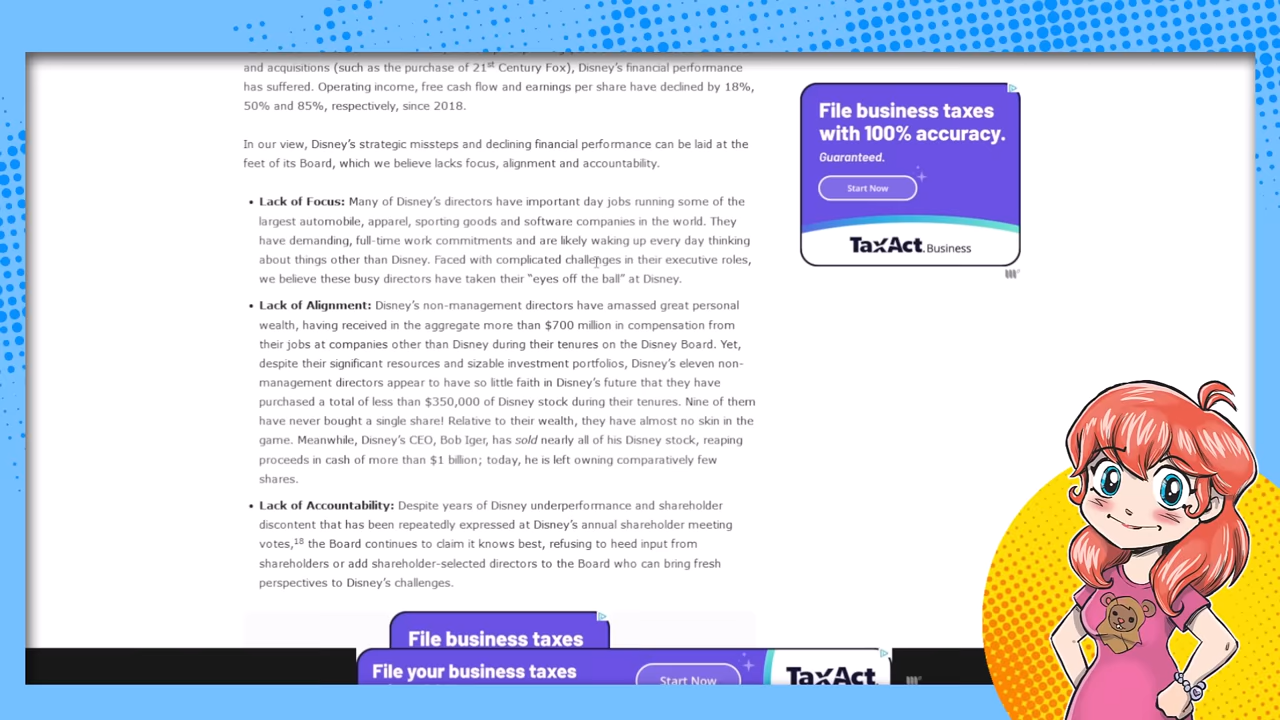 and acquisitions (such as the purchase of 21st Century Fox), Disney's financial performance
has suffered. Operating income, free cash flow and earnings per share have declined by 18%,
50% and 85%, respectively, since 2018.
In our view, Disney's strategic missteps and declining financial performance can be laid at the
feet of its Board, which we believe lacks focus, alignment and accountability.
• Lack of Focus: Many of Disney's directors have important day jobs running some of the
largest automobile, apparel, sporting goods and software companies in the world. They
have demanding, full-time work commitments and are likely waking up every day thinking
about things other than Disney. Faced with complicated challenges in their executive roles,
we believe these busy directors have taken their "eyes off the ball" at Disney.
• Lack of Alignment: Disney's non-management directors have amassed great personal
wealth, having received in the aggregate more than $700 million in compensation from
their jobs at companies other than Disney during their tenures on the Disney Board. Yet,
despite their significant resources and sizable investment portfolios, Disney's eleven non-
management directors appear to have so little faith in Disney's future that they have
purchased a total of less than $350,000 of Disney stock during their tenures. Nine of them
have never bought a single share! Relative to their wealth, they have almost no skin in the
game. Meanwhile, Disney's CEO, Bob Iger, has sold nearly all of his Disney stock, reaping
proceeds in cash of more than $1 billion; today, he is left owning comparatively few
shares.
• Lack of Accountability: Despite years of Disney underperformance and shareholder
discontent that has been repeatedly expressed at Disney's annual shareholder meeting
votes,18 the Board continues to claim it knows best, refusing to heed input from
shareholders or add shareholder-selected directors to the Board who can bring fresh
perspectives to Disney's challenges.
File business taxes
with 100% accuracy.
Guaranteed.
Start Now
TaxAct. Business
File business taxes
File your business taxes
Start Now
TaxAct.